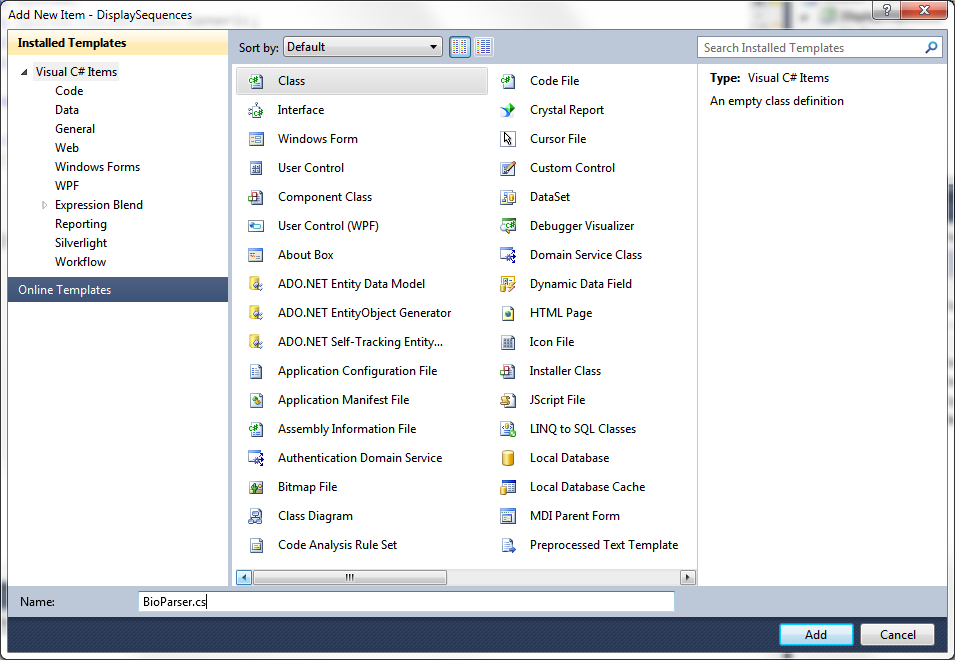 Add New Item - DisplaySequences
Installed Templates
Visual C# Items
Code
Data
General
Web
Windows Forms
WPF
Expression Blend
Reporting
Silverlight
Workflow
Online Templates
Sort by: Default
Class
Interface
Windows Form
User Control
Component Class
User Control (WPF)
About Box
ADO.NET Entity Data Model
ADO.NET EntityObject Generator
ADO.NET Self-Tracking Entity...
Application Configuration File
Application Manifest File
Assembly Information File
Authentication Domain Service
Bitmap File
Class Diagram
Code Analysis Rule Set
Code File
Crystal Report
Cursor File
Custom Control
DataSet
Debugger Visualizer
Domain Service Class
Dynamic Data Field
HTML Page
Icon File
Installer Class
JScript File
LINQ to SQL Classes
Local Database
Local Database Cache
MDI Parent Form
Preprocessed Text Template
Search Installed Templates
Type: Visual C# Items
An empty class definition
Name: BioParser.cs
Add
Cancel